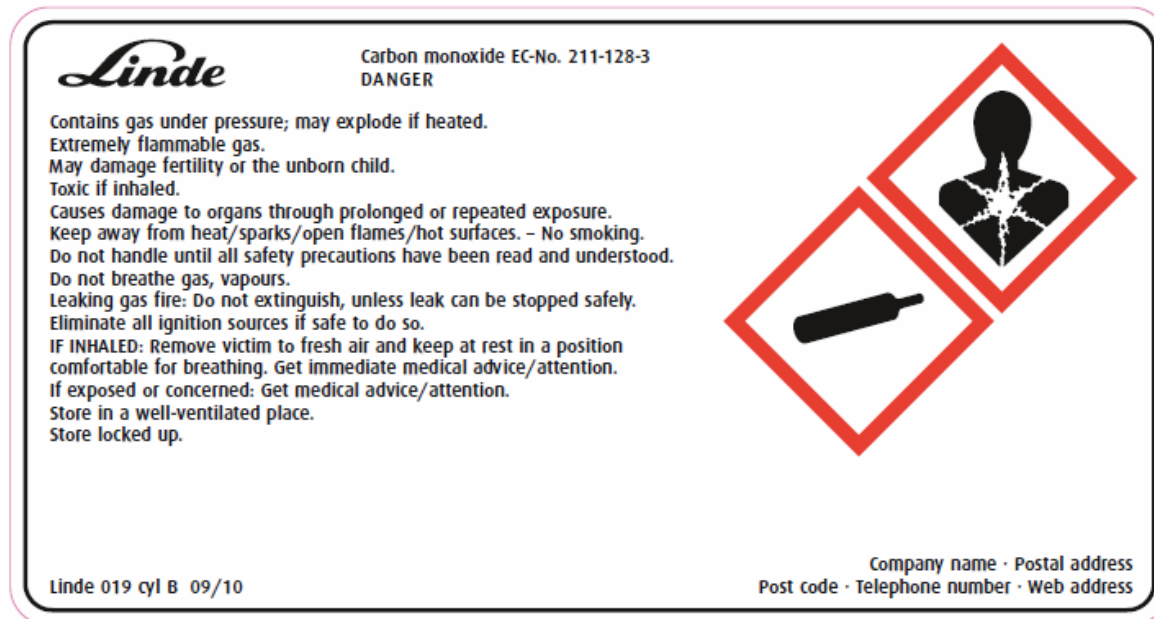 Linde
Carbon monoxide EC-No. 211-128-3
DANGER
Contains gas under pressure; may explode if heated.
Extremely flammable gas.
May damage fertility or the unborn child.
Toxic if inhaled.
Causes damage to organs through prolonged or repeated exposure.
Keep away from heat/sparks/open flames/hot surfaces. – No smoking.
Do not handle until all safety precautions have been read and understood.
Do not breathe gas, vapours.
Leaking gas fire: Do not extinguish, unless leak can be stopped safely.
Eliminate all ignition sources if safe to do so.
IF INHALED: Remove victim to fresh air and keep at rest in a position
comfortable for breathing. Get immediate medical advice/attention.
If exposed or concerned: Get medical advice/attention.
Store in a well-ventilated place.
Store locked up.
Linde 019 cyl B 09/10
Company name · Postal address
Post code · Telephone number · Web address